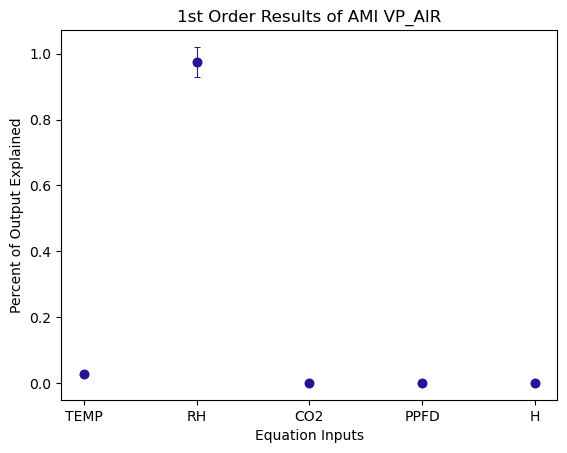 1st Order Results of AMI VP_AIR
Percent of Output Explained
1.0
0.8
0.6
0.4
0.2
0.0
TEMP RH CO2 PPFD H
Equation Inputs